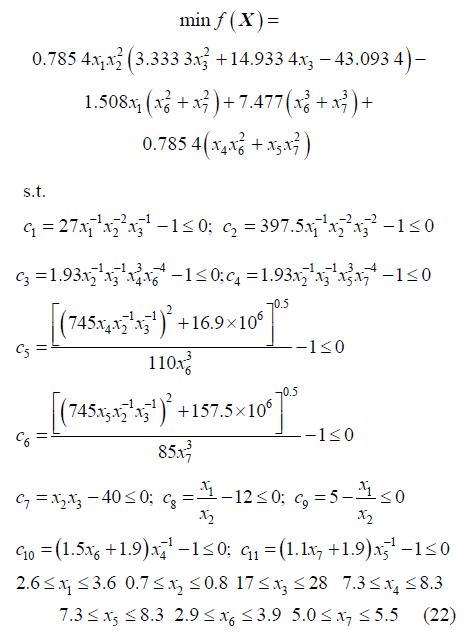 min f(X) =
0.785 4x₁x₂²(3.333 3x₃² + 14.933 4x₃ − 43.093 4) −
1.508x₁(x₆² + x₇²) + 7.477(x₆³ + x₇³) +
0.785 4(x₄x₆² + x₅x₇²)
s.t.
c₁ = 27x₁⁻¹x₂⁻²x₃⁻¹ − 1 ≤ 0; c₂ = 397.5x₁⁻¹x₂⁻²x₃⁻² − 1 ≤ 0
c₃ = 1.93x₂⁻¹x₃⁻¹x₄³x₆⁻⁴ − 1 ≤ 0; c₄ = 1.93x₂⁻¹x₃⁻¹x₅³x₇⁻⁴ − 1 ≤ 0
c₅ = [(745x₄x₂⁻¹x₃⁻¹)² + 16.9×10⁶]^0.5 / 110x₆³ − 1 ≤ 0
c₆ = [(745x₅x₂⁻¹x₃⁻¹)² + 157.5×10⁶]^0.5 / 85x₇³ − 1 ≤ 0
c₇ = x₂x₃ − 40 ≤ 0; c₈ = x₁/x₂ − 12 ≤ 0; c₉ = 5 − x₁/x₂ ≤ 0
c₁₀ = (1.5x₆ + 1.9)x₄⁻¹ − 1 ≤ 0; c₁₁ = (1.1x₇ + 1.9)x₅⁻¹ − 1 ≤ 0
2.6 ≤ x₁ ≤ 3.6 0.7 ≤ x₂ ≤ 0.8 17 ≤ x₃ ≤ 28 7.3 ≤ x₄ ≤ 8.3
7.3 ≤ x₅ ≤ 8.3 2.9 ≤ x₆ ≤ 3.9 5.0 ≤ x₇ ≤ 5.5 (22)